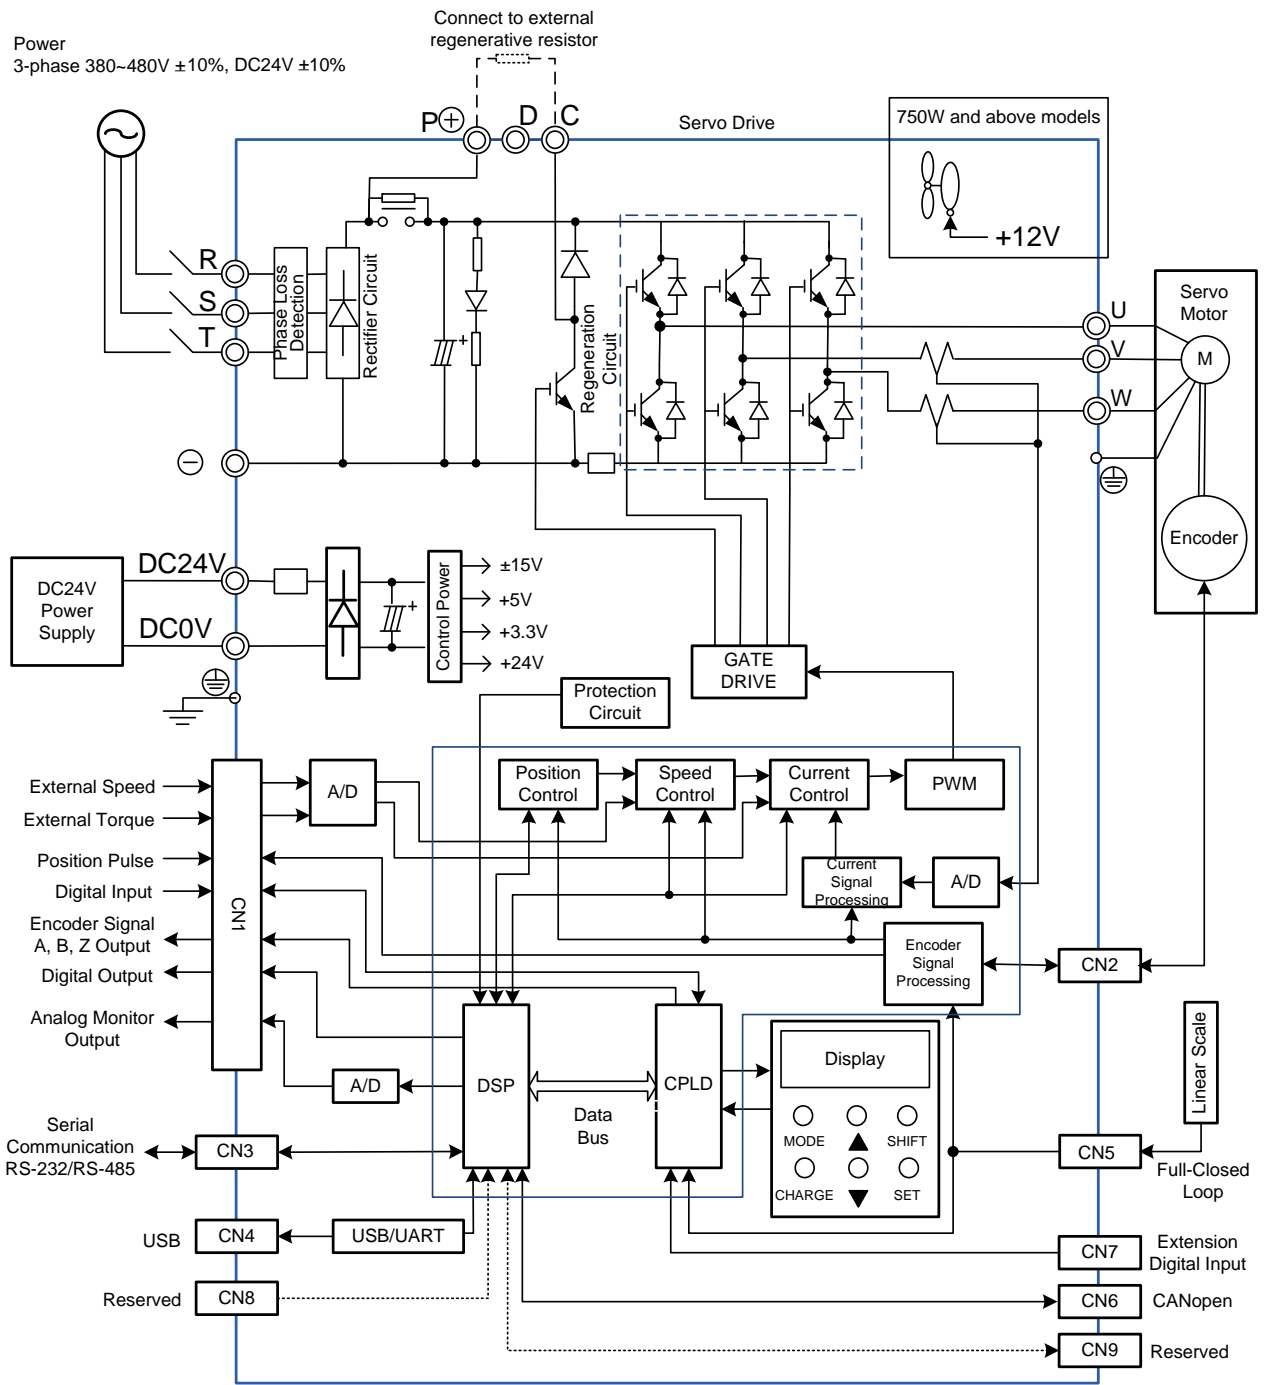 Connect to external
regenerative resistor
Power
3-phase 380~480V ±10%, DC24V ±10%
P
D
C
Servo Drive
750W and above models
+12V
R
S
T
Phase Loss
Detection
Rectifier Circuit
+
Regeneration
Circuit
U
V
W
Servo
Motor
M
Encoder
DC24V
Power
Supply
DC24V
DC0V
+
Control Power
±15V
+5V
+3.3V
+24V
GATE
DRIVE
Protection
Circuit
Position
Control
Speed
Control
Current
Control
PWM
External Speed
External Torque
Position Pulse
Digital Input
Encoder Signal
A, B, Z Output
Digital Output
Analog Monitor
Output
CN1
A/D
Current
Signal
Processing
A/D
Encoder
Signal
Processing
CN2
DSP
Data
Bus
CPLD
A/D
Display
MODE
SHIFT
CHARGE
SET
Linear Scale
Serial
Communication
RS-232/RS-485
CN3
CN5
Full-Closed
Loop
USB
CN4
USB/UART
CN7
Extension
Digital Input
Reserved
CN8
CN6
CANopen
CN9
Reserved